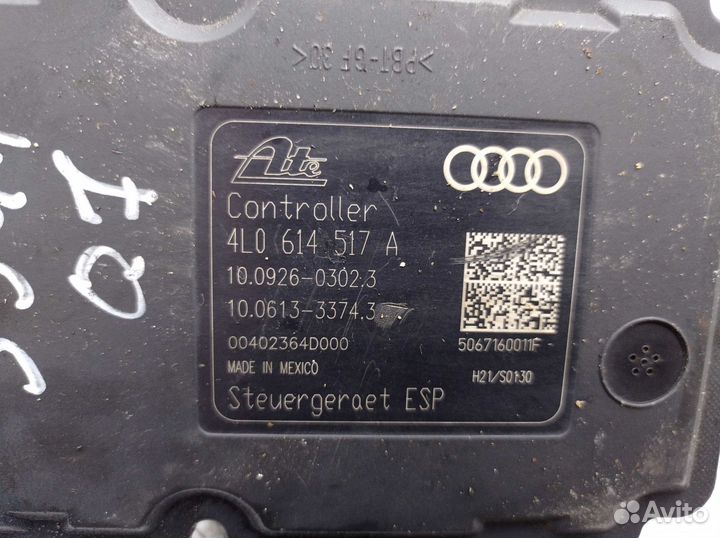 >PBT-GF30<
Ate
Controller
4L0 614 517 A
10.0926-0302.3
10.0613-3374.3
00402364D000
5067160011F
MADE IN MEXICO
H21/S0130
Steuergeraet ESP
Q7
Avito